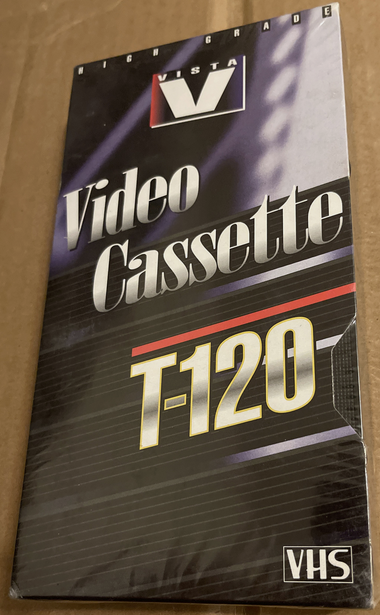 HIGH GRADE
VISTA
V
Video
Cassette
T-120
VHS